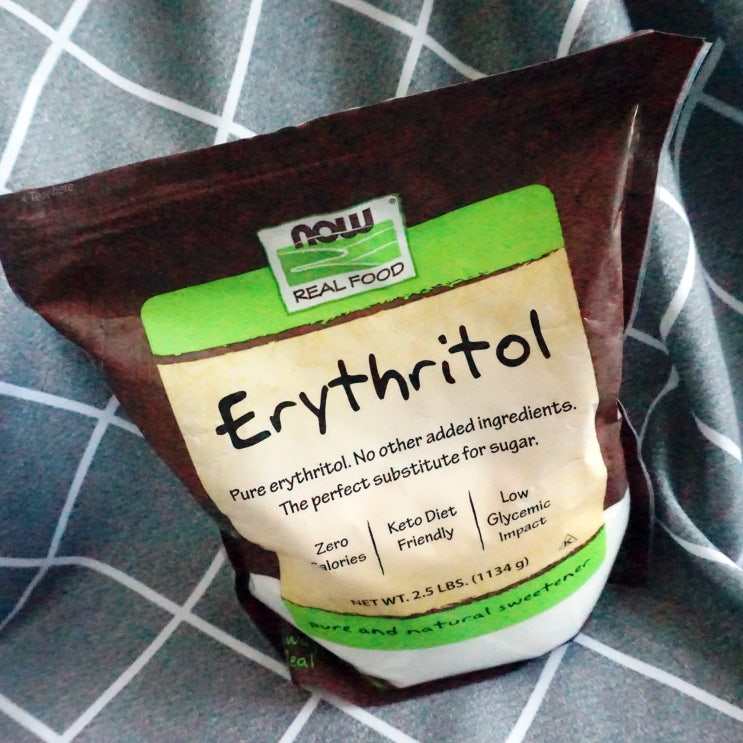 now®
REAL FOOD
Erythritol
Pure erythritol. No other added ingredients.
The perfect substitute for sugar.
Zero
Calories
Keto Diet
Friendly
Low
Glycemic
Impact
K
NET WT. 2.5 LBS. (1134 g)
pure and natural sweetener